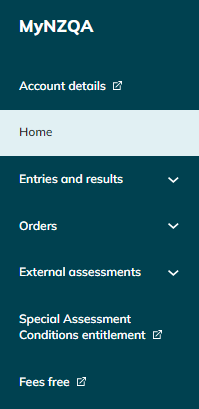 MyNZQA
Account details
Home
Entries and results
Orders
External assessments
Special Assessment
Conditions entitlement
Fees free